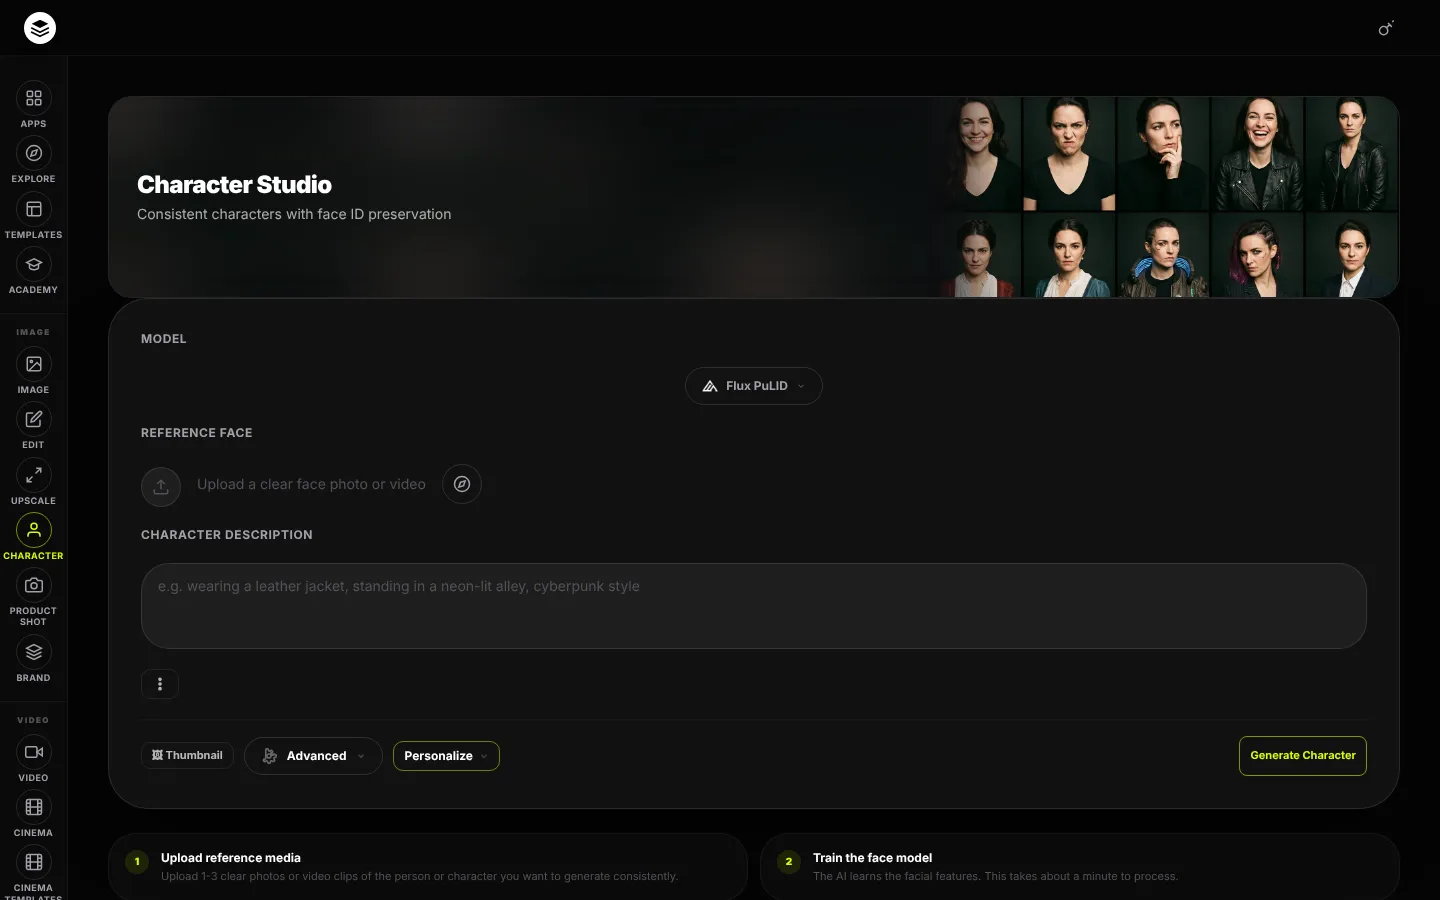 APPS
EXPLORE
TEMPLATES
ACADEMY
IMAGE
IMAGE
EDIT
UPSCALE
CHARACTER
PRODUCT
SHOT
BRAND
VIDEO
VIDEO
CINEMA
CINEMA
TEMPLATES
Character Studio
Consistent characters with face ID preservation
MODEL
Flux PuLID
REFERENCE FACE
Upload a clear face photo or video
CHARACTER DESCRIPTION
e.g. wearing a leather jacket, standing in a neon-lit alley, cyberpunk style
Thumbnail
Advanced
Personalize
Generate Character
1
Upload reference media
Upload 1-3 clear photos or video clips of the person or character you want to generate consistently.
2
Train the face model
The AI learns the facial features. This takes about a minute to process.